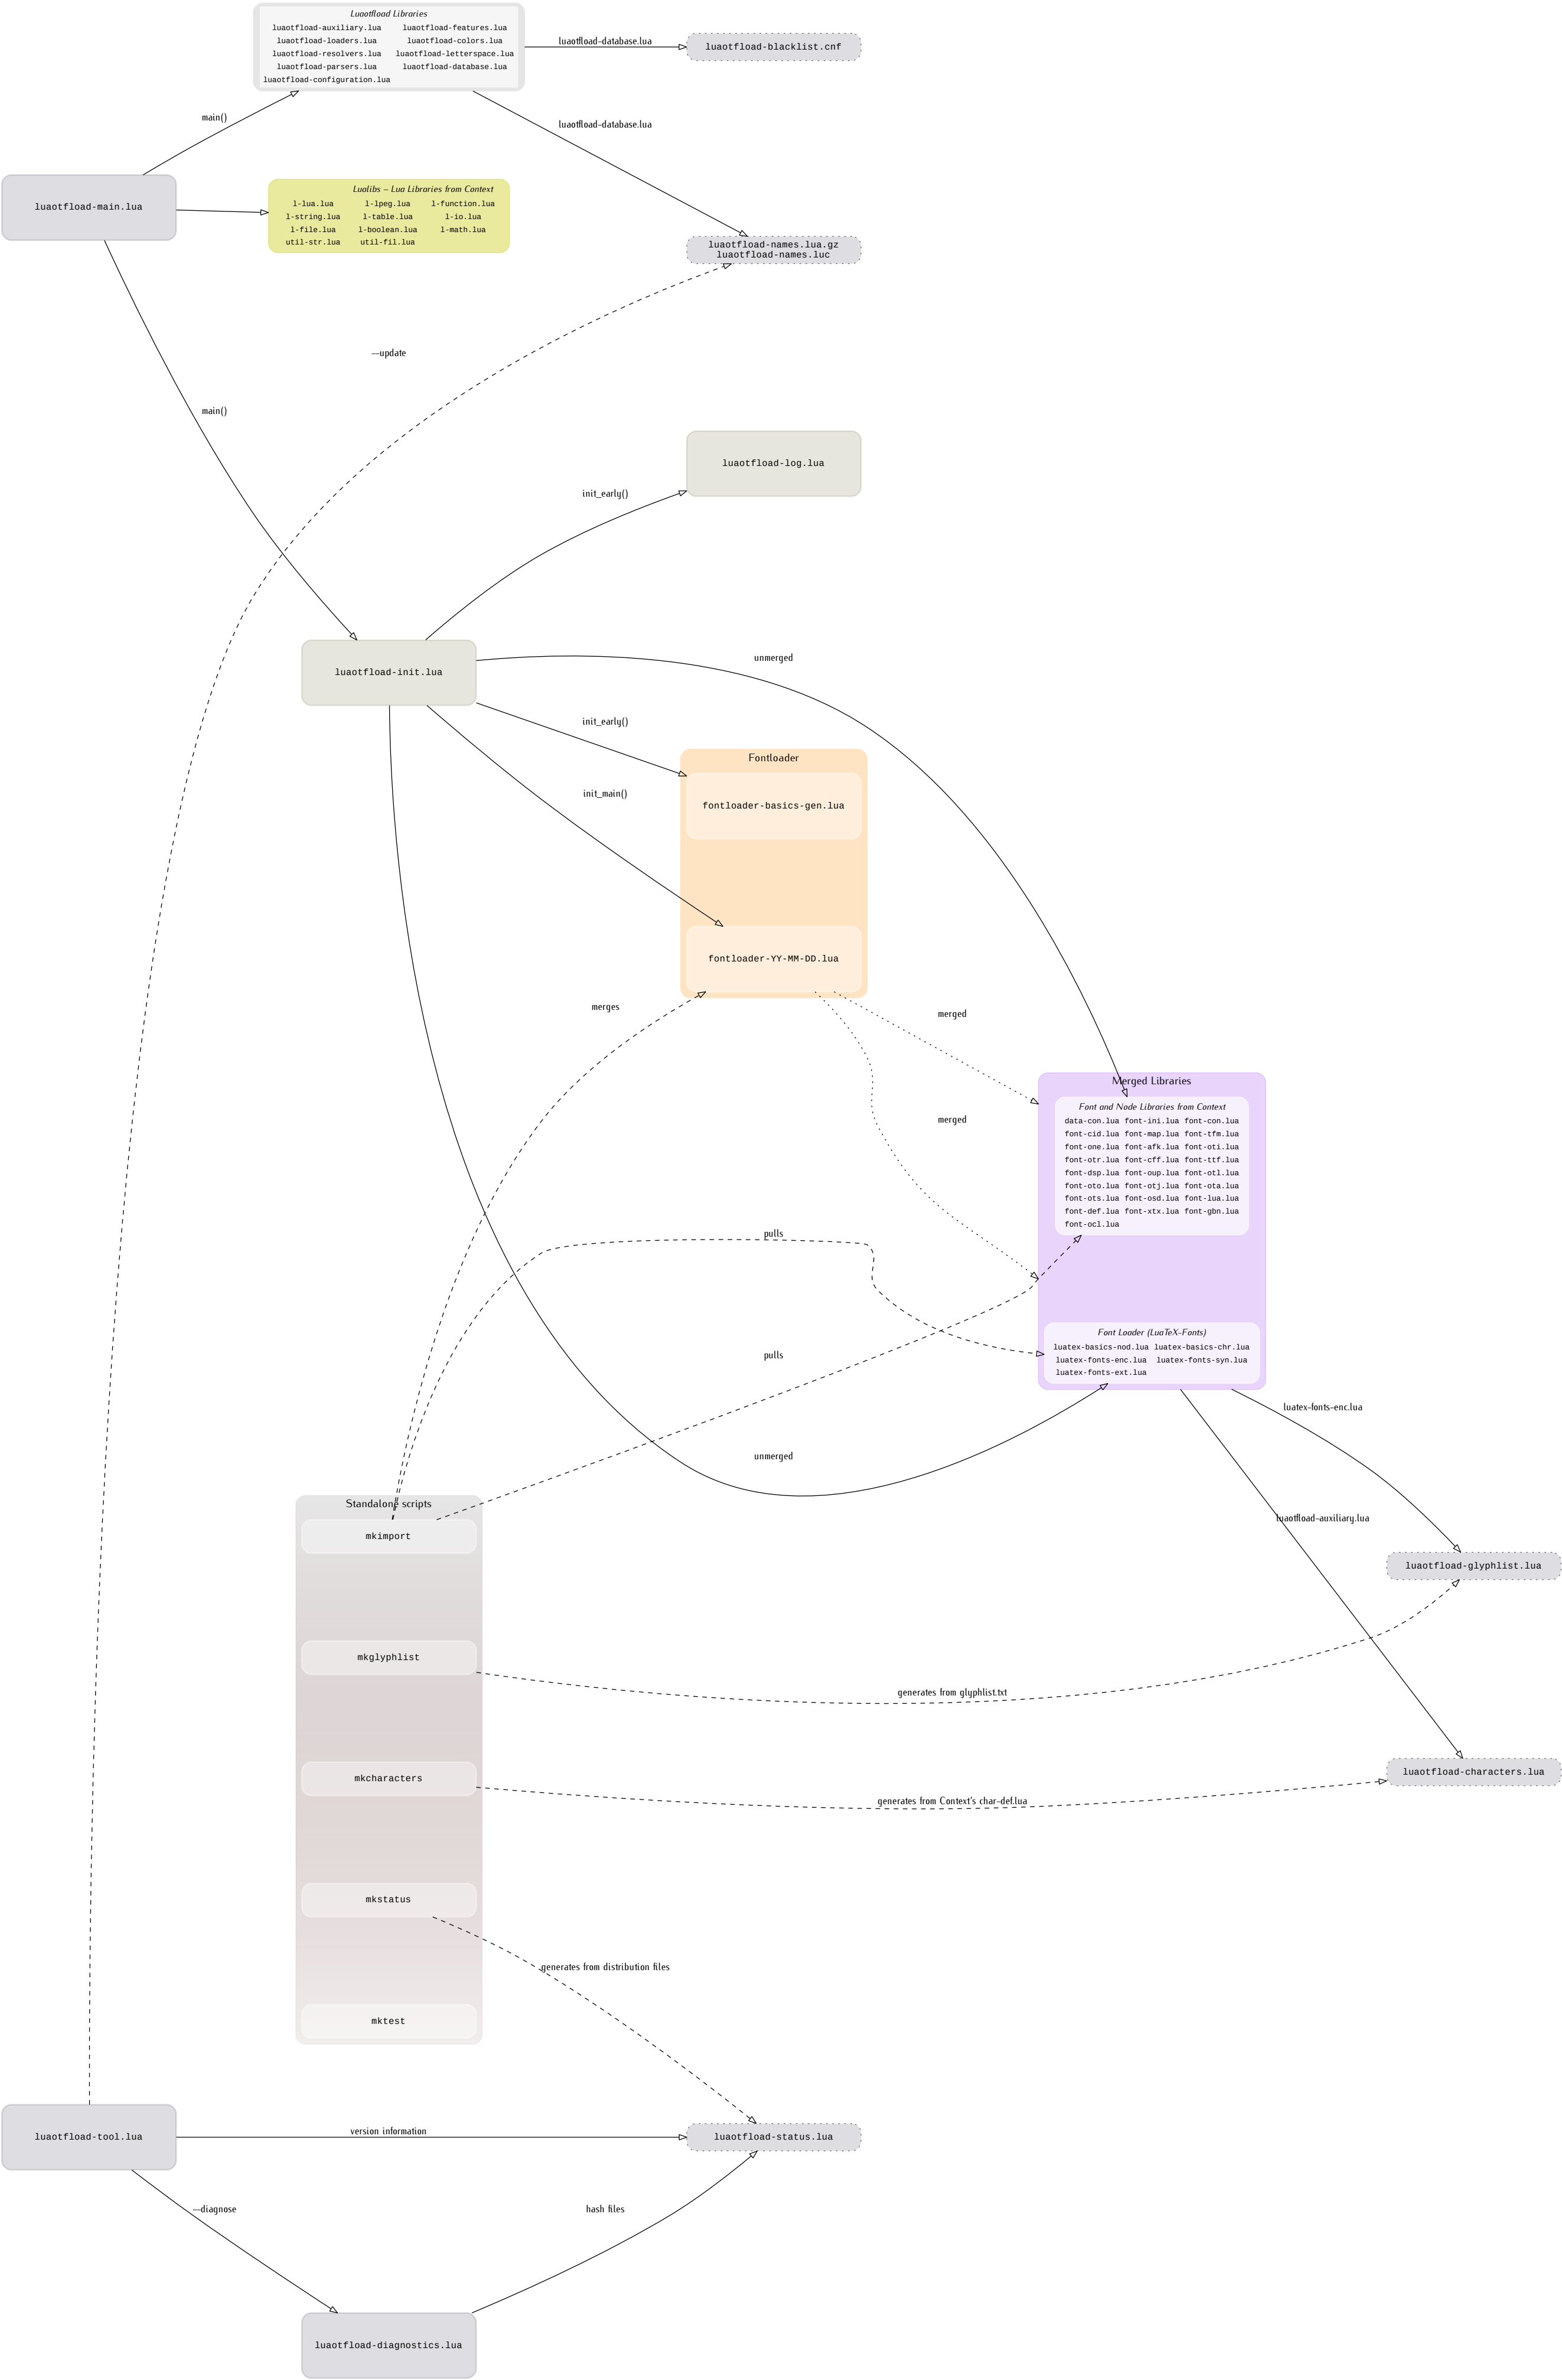 Luaotfload Libraries
luaotfload-auxiliary.lua luaotfload-features.lua
luaotfload-loaders.lua luaotfload-colors.lua
luaotfload-resolvers.lua luaotfload-letterspace.lua
luaotfload-parsers.lua luaotfload-database.lua
luaotfload-configuration.lua
luaotfload-database.lua
luaotfload-blacklist.cnf
main()
luaotfload-database.lua
luaotfload-main.lua
Lualibs – Lua Libraries from Context
l-lua.lua l-lpeg.lua l-function.lua
l-string.lua l-table.lua l-io.lua
l-file.lua l-boolean.lua l-math.lua
util-str.lua util-fil.lua
luaotfload-names.lua.gz
luaotfload-names.luc
--update
main()
luaotfload-log.lua
init_early()
luaotfload-init.lua
unmerged
init_early()
Fontloader
init_main()
fontloader-basics-gen.lua
fontloader-YY-MM-DD.lua
merges
merged
Merged Libraries
Font and Node Libraries from Context
merged
data-con.lua font-ini.lua font-con.lua
font-cid.lua font-map.lua font-tfm.lua
font-one.lua font-afk.lua font-oti.lua
font-otr.lua font-cff.lua font-ttf.lua
font-dsp.lua font-oup.lua font-otl.lua
font-oto.lua font-otj.lua font-ota.lua
font-ots.lua font-osd.lua font-lua.lua
font-def.lua font-xtx.lua font-gbn.lua
font-ocl.lua
pulls
Font Loader (LuaTeX-Fonts)
luatex-basics-nod.lua luatex-basics-chr.lua
luatex-fonts-enc.lua luatex-fonts-syn.lua
luatex-fonts-ext.lua
pulls
luatex-fonts-enc.lua
unmerged
Standalone scripts
mkimport
luaotfload-auxiliary.lua
luaotfload-glyphlist.lua
mkglyphlist
generates from glyphlist.txt
mkcharacters
luaotfload-characters.lua
generates from Context's char-def.lua
mkstatus
generates from distribution files
mktest
luaotfload-tool.lua
version information
luaotfload-status.lua
--diagnose
hash files
luaotfload-diagnostics.lua